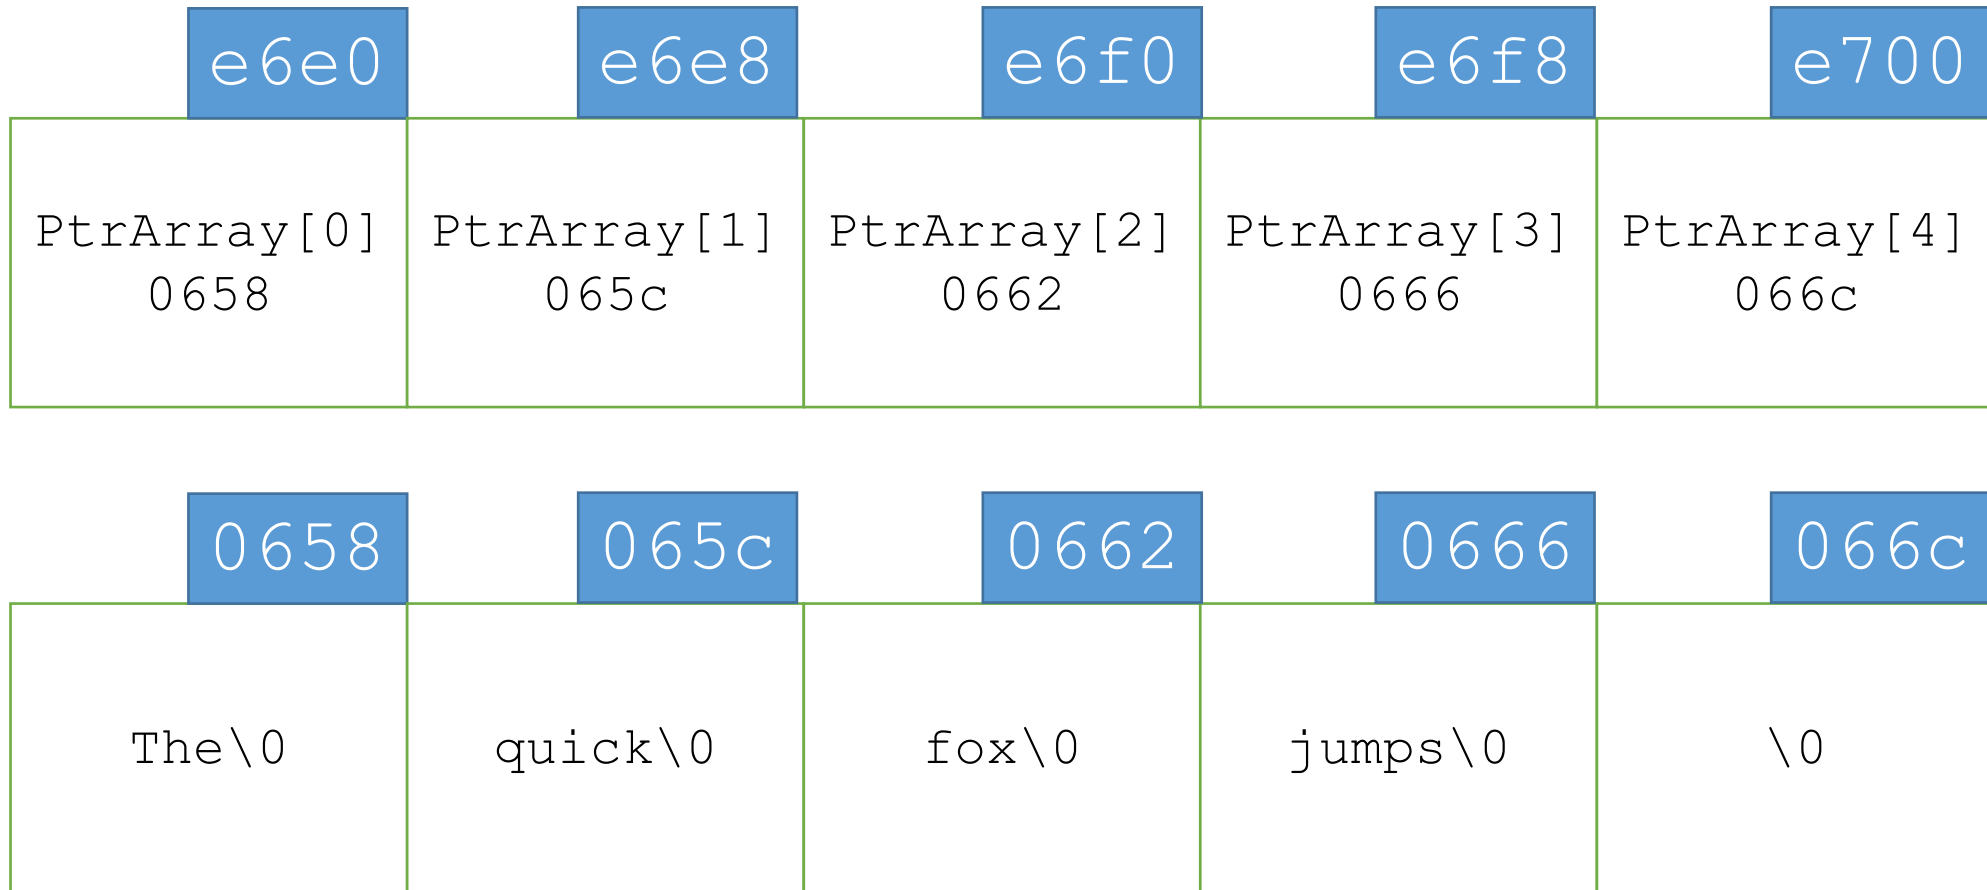 e6e0 e6e8 e6f0 e6f8 e700
PtrArray[0] PtrArray[1] PtrArray[2] PtrArray[3] PtrArray[4]
0658 065c 0662 0666 066c
0658 065c 0662 0666 066c
The\0 quick\0 fox\0 jumps\0 \0